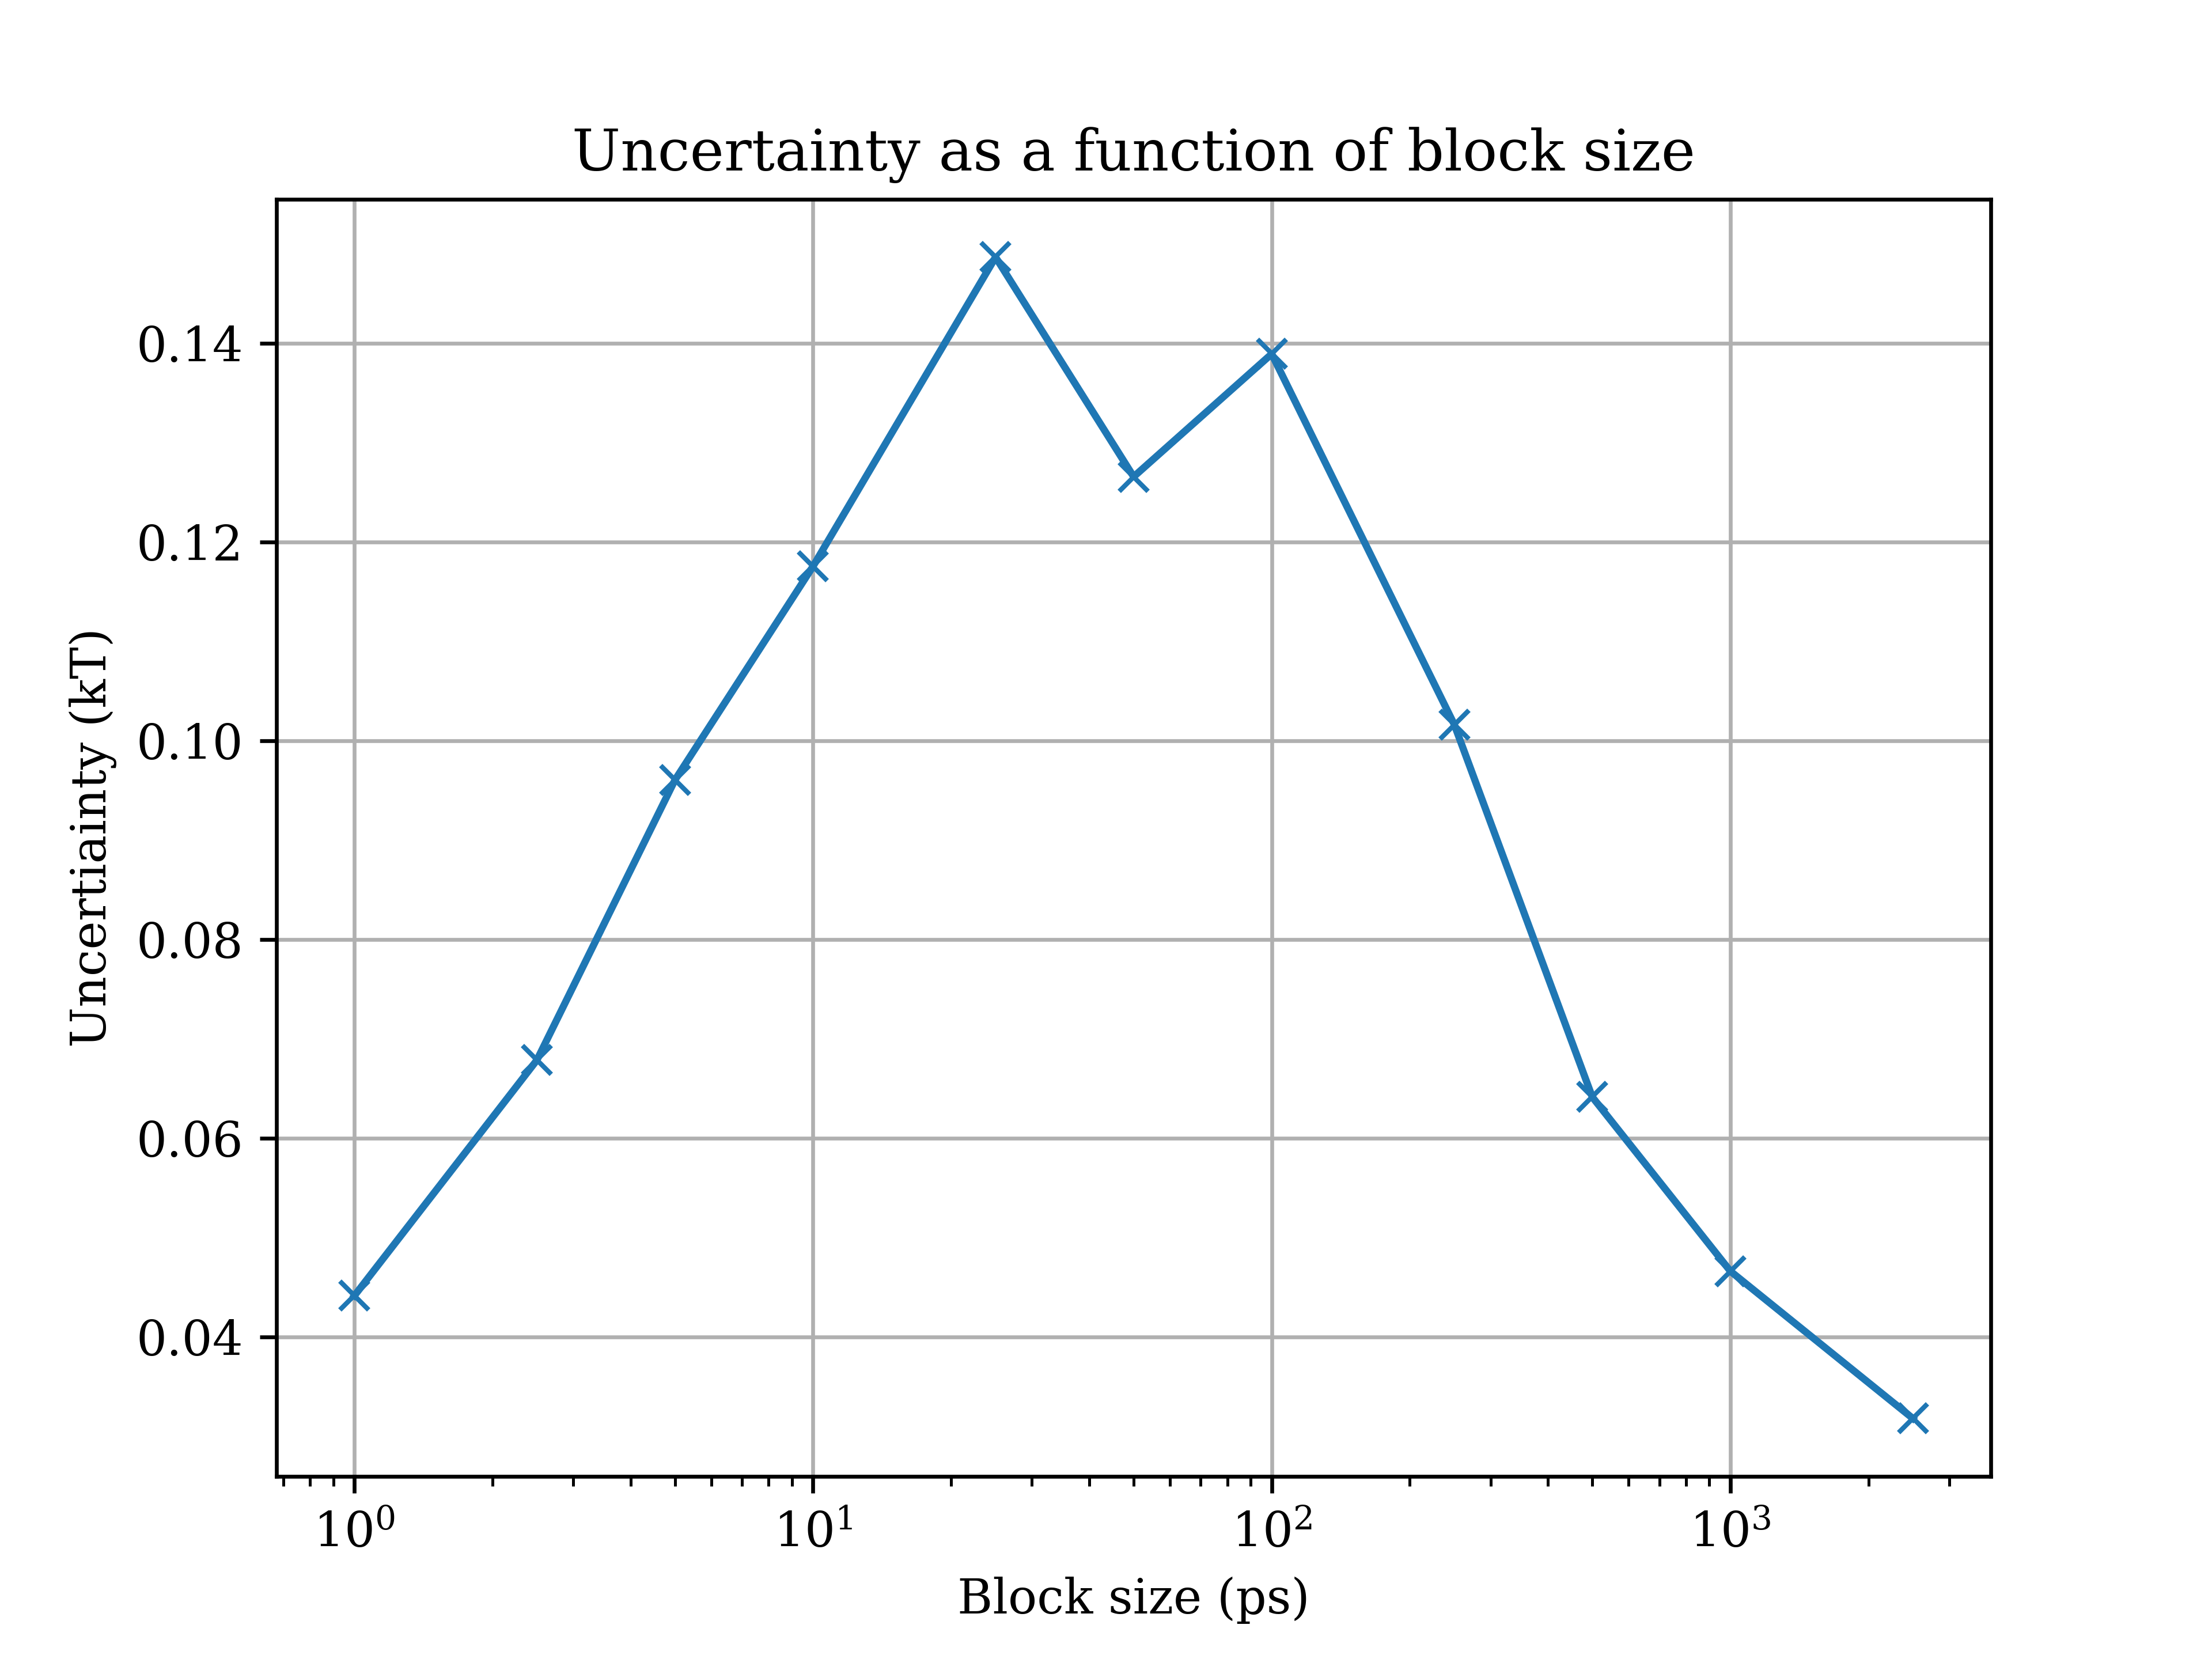 Uncertainty as a function of block size
Uncertiainty (kT)
0.14
0.12
0.10
0.08
0.06
0.04
10⁰ 10¹ 10² 10³
Block size (ps)